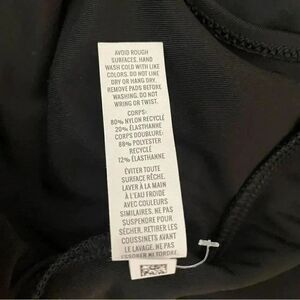 AVOID ROUGH
SURFACES. HAND
WASH COLD WITH LIKE
COLORS. DO NOT LINE
DRY OR HANG DRY.
REMOVE PADS BEFORE
WASHING. DO NOT
WRING OR TWIST.
CORPS:
80% NYLON RECYCLÉ
20% ÉLASTHANNE
CORPS DOUBLURE:
88% POLYESTER
RECYCLÉ
12% ÉLASTHANNE
ÉVITER TOUTE
SURFACE RÊCHE.
LAVER À LA MAIN
À L'EAU FROIDE
AVEC COULEURS
SIMILAIRES. NE PAS
SUSPENDRE POUR
SÉCHER. RETIRER LES
COUSSINETS AVANT
LE LAVAGE. NE PAS
ESSORER NI TORDRE.